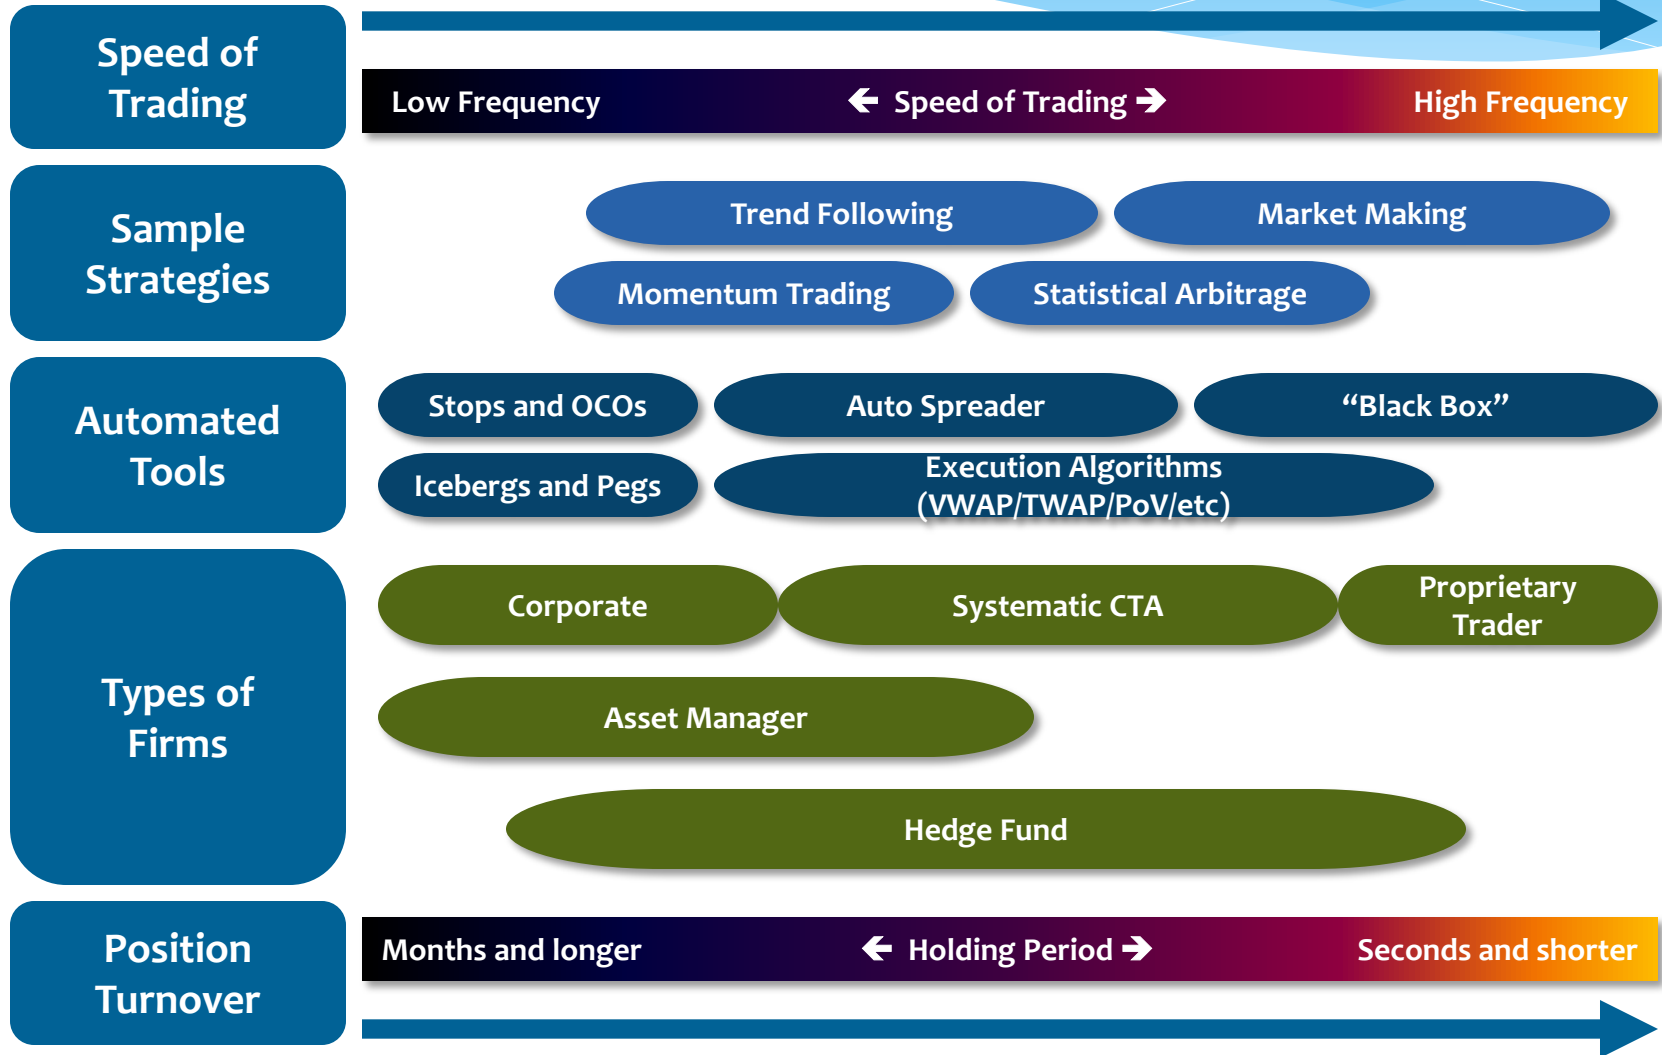 Speed of
Trading
Low Frequency
🡸 Speed of Trading 🡺
High Frequency
Sample
Strategies
Trend Following
Market Making
Momentum Trading
Statistical Arbitrage
Automated
Tools
Stops and OCOs
Auto Spreader
“Black Box”
Icebergs and Pegs
Execution Algorithms
(VWAP/TWAP/PoV/etc)
Types of
Firms
Corporate
Systematic CTA
Proprietary
Trader
Asset Manager
Hedge Fund
Position
Turnover
Months and longer
🡸 Holding Period 🡺
Seconds and shorter